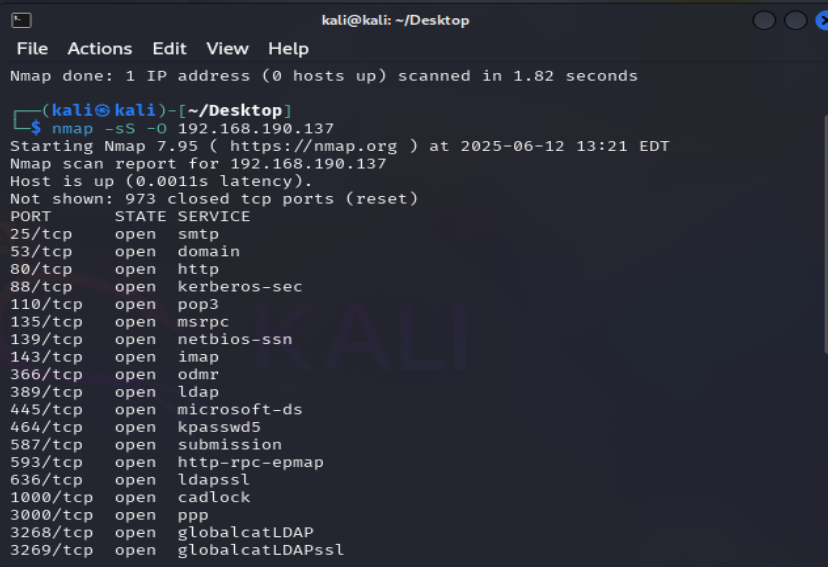 kali@kali: ~/Desktop
File Actions Edit View Help
Nmap done: 1 IP address (0 hosts up) scanned in 1.82 seconds
┌──(kali㉿kali)-[~/Desktop]
└─$ nmap -sS -O 192.168.190.137
Starting Nmap 7.95 ( https://nmap.org ) at 2025-06-12 13:21 EDT
Nmap scan report for 192.168.190.137
Host is up (0.0011s latency).
Not shown: 973 closed tcp ports (reset)
PORT STATE SERVICE
25/tcp open smtp
53/tcp open domain
80/tcp open http
88/tcp open kerberos-sec
110/tcp open pop3
135/tcp open msrpc
139/tcp open netbios-ssn
143/tcp open imap
366/tcp open odmr
389/tcp open ldap
445/tcp open microsoft-ds
464/tcp open kpasswd5
587/tcp open submission
593/tcp open http-rpc-epmap
636/tcp open ldapssl
1000/tcp open cadlock
3000/tcp open ppp
3268/tcp open globalcatLDAP
3269/tcp open globalcatLDAPssl
KALI